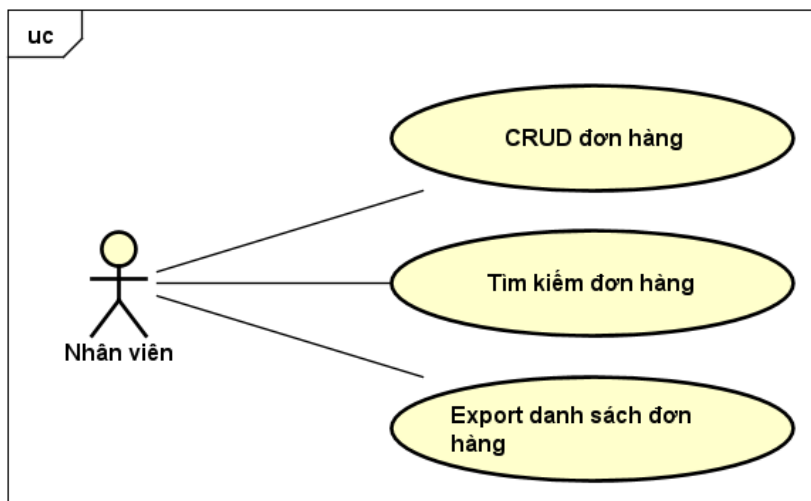 uc
CRUD đơn hàng
Tìm kiếm đơn hàng
Nhân viên
Export danh sách đơn
hàng